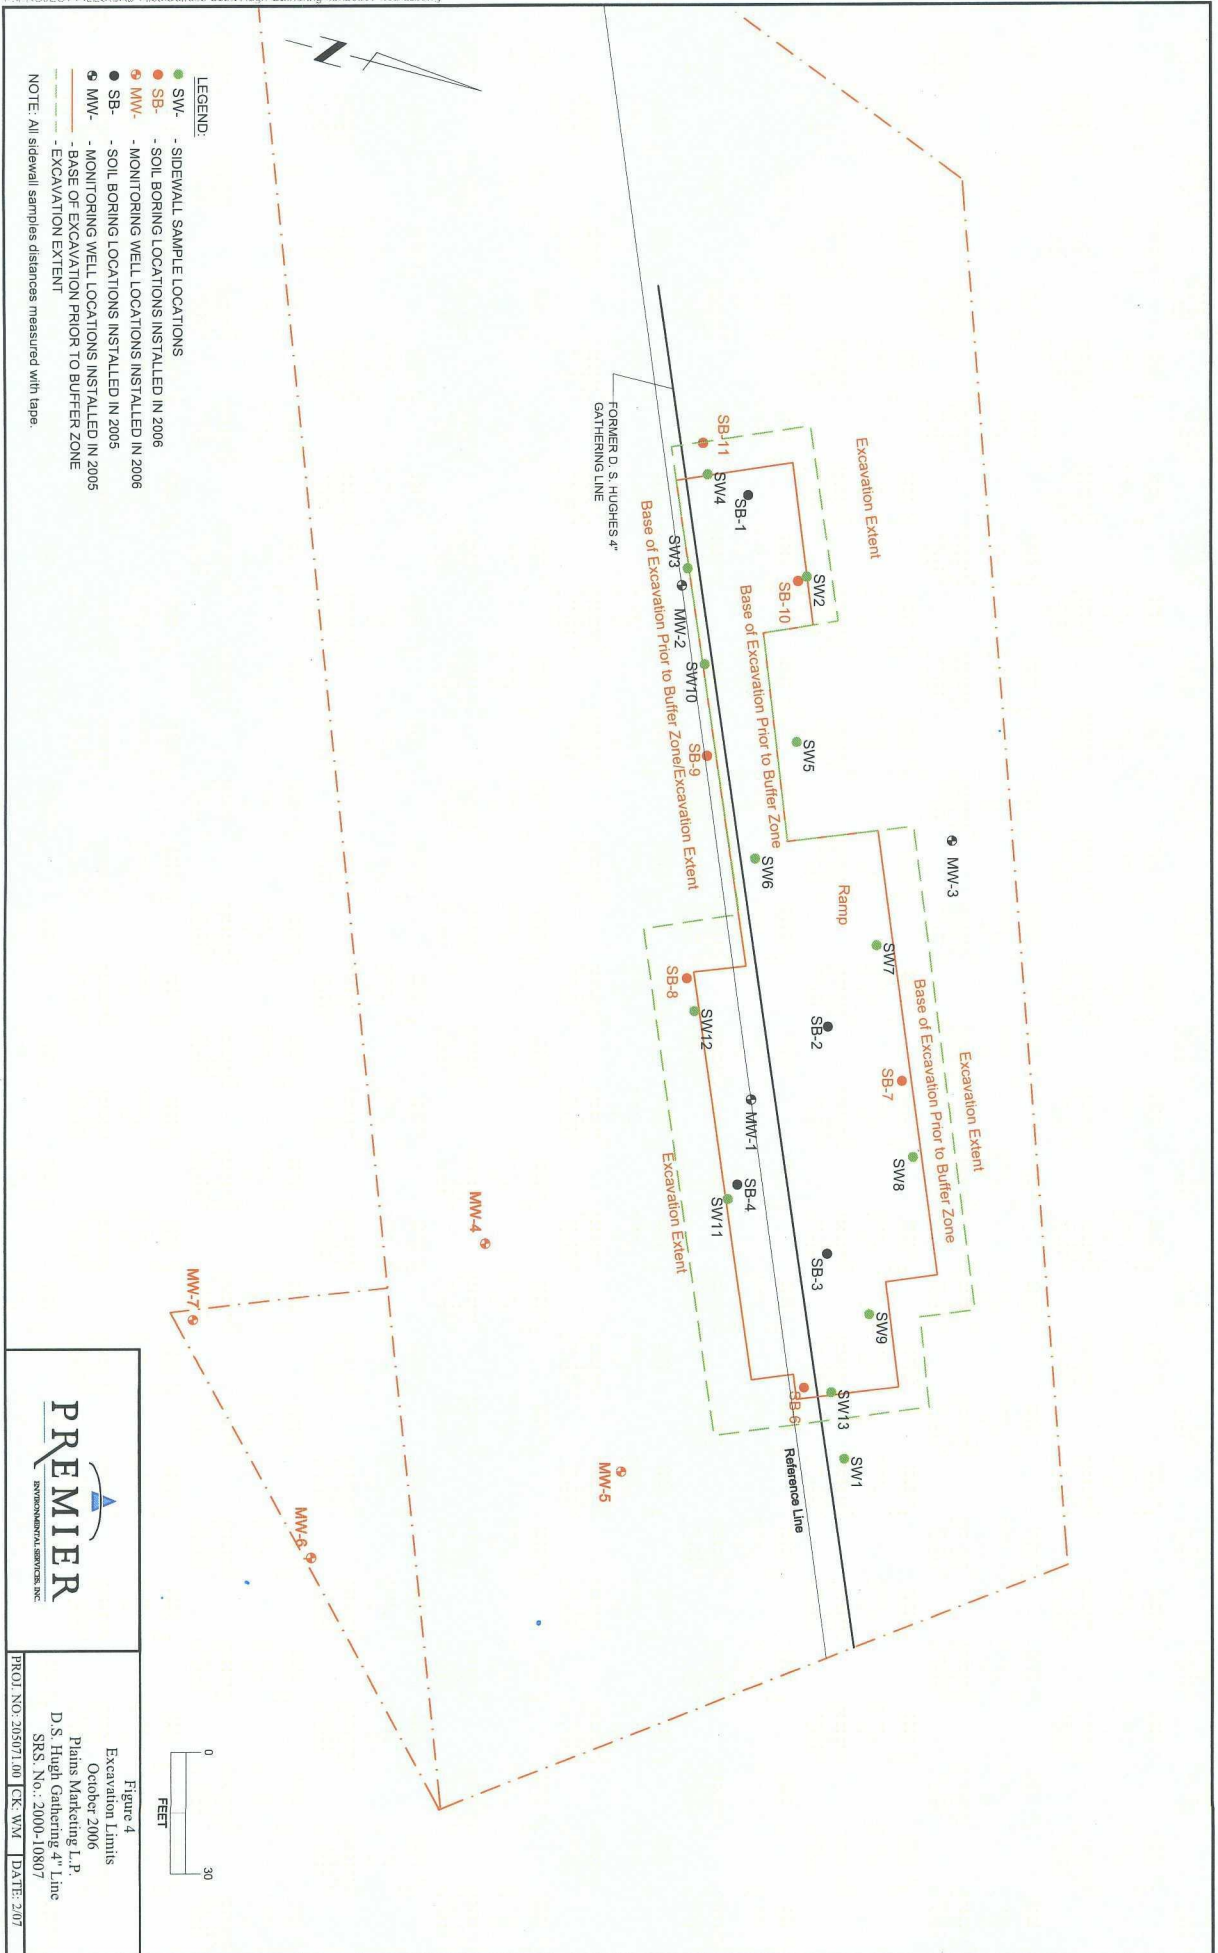 LEGEND:
SW- - SIDEWALL SAMPLE LOCATIONS
SB- - SOIL BORING LOCATIONS INSTALLED IN 2006
MW- - MONITORING WELL LOCATIONS INSTALLED IN 2006
SB- - SOIL BORING LOCATIONS INSTALLED IN 2005
MW- - MONITORING WELL LOCATIONS INSTALLED IN 2005
- BASE OF EXCAVATION PRIOR TO BUFFER ZONE
- EXCAVATION EXTENT
NOTE: All sidewall samples distances measured with tape.
N
FORMER D. S. HUGHES 4"
GATHERING LINE
Excavation Extent
SB-11
SW4
SB-1
SW2
SB-10
SW3
MW-2
SW10
SB-9
Base of Excavation Prior to Buffer Zone
Base of Excavation Prior to Buffer Zone/Excavation Extent
SW5
SW6
MW-3
Ramp
SW7
Base of Excavation Prior to Buffer Zone
Excavation Extent
SB-8
SW12
SB-2
SB-7
MW-1
SW8
SB-4
SW11
Excavation Extent
SB-3
SW9
SB-6
SW13
SW1
Reference Line
MW-4
MW-5
MW-7
MW-6
0
30
FEET
PREMIER
ENVIRONMENTAL SERVICES, INC.
Figure 4
Excavation Limits
October 2006
Plains Marketing L.P.
D.S. Hugh Gathering 4" Line
SRS. No.: 2000-10807
PROJ. NO: 205071.00 CK: WM DATE: 2/07